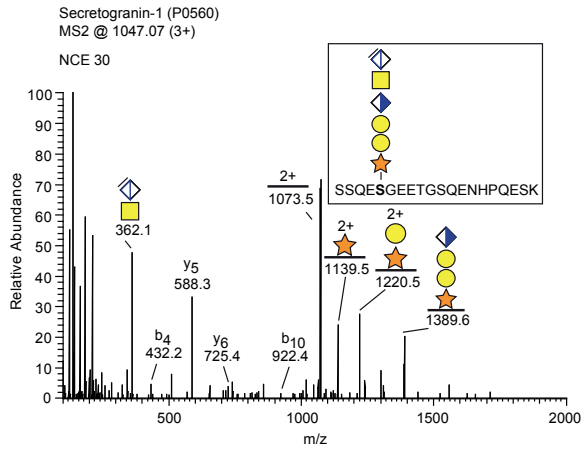 Secretogranin-1 (P0560)
MS2 @ 1047.07 (3+)
NCE 30
SSQESGEETGSQENHPQESK
Relative Abundance
100
90
80
70
60
50
40
30
20
10
0
362.1
b4
432.2
y5
588.3
y6
725.4
b10
922.4
2+
1073.5
2+
1139.5
2+
1220.5
1389.6
500
1000
1500
2000
m/z